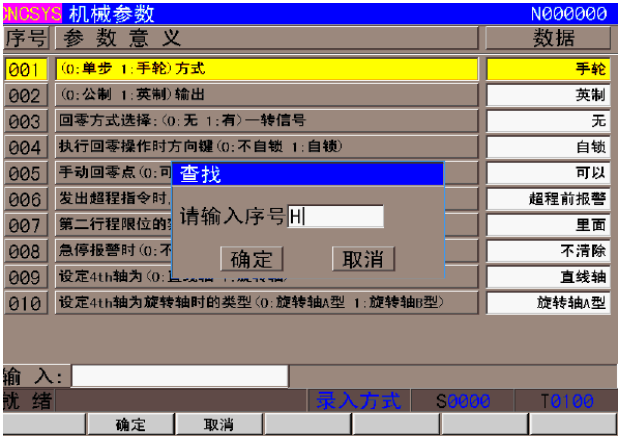 CNCSYS 机械参数 N000000
序号 参 数 意 义 数据
001 (0:单步 1:手轮)方式 手轮
002 (0:公制 1:英制)输出 英制
003 回零方式选择:(0:无 1:有)一转信号 无
004 执行回零操作时方向键(0:不自锁 1:自锁) 自锁
005 手动回零点(0:可 可以
006 发出超程指令时, 超程前报警
007 第二行程限位的 里面
008 急停报警时(0:不 不清除
009 设定4th轴为(0:直线轴 1:旋转轴) 直线轴
010 设定4th轴为旋转轴时的类型(0:旋转轴A型 1:旋转轴B型) 旋转轴A型
查找
请输入序号H
确定 取消
输 入:
就 绪 录入方式 S0000 T0100
确定 取消